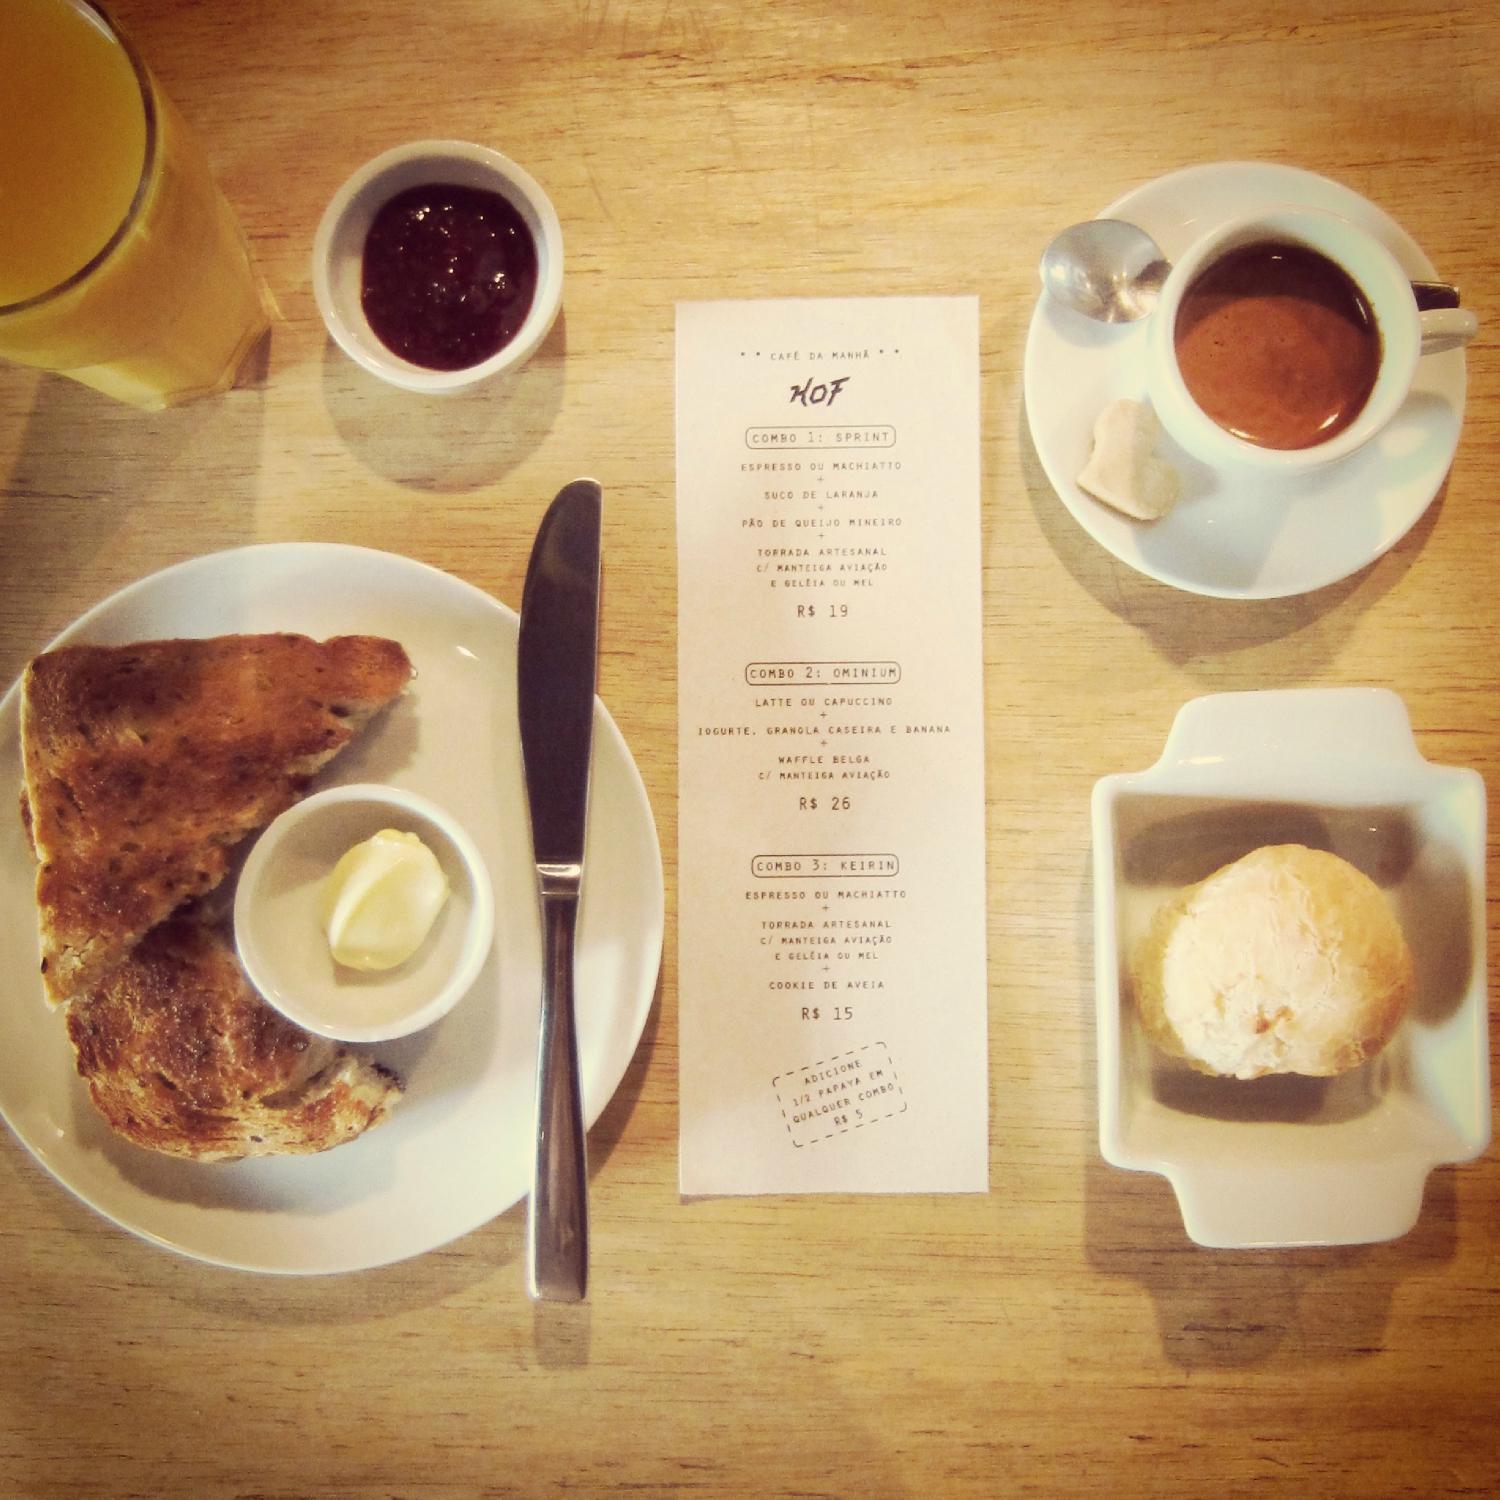 •• CAFÉ DA MANHÃ ••
HOF
COMBO 1: SPRINT
ESPRESSO OU MACHIATTO
+
SUCO DE LARANJA
+
PÃO DE QUEIJO MINEIRO
+
TORRADA ARTESANAL
C/ MANTEIGA AVIAÇÃO
E GELÉIA OU MEL
R$ 19
COMBO 2: OMINIUM
LATTE OU CAPUCCINO
+
IOGURTE, GRANOLA CASEIRA E BANANA
+
WAFFLE BELGA
C/ MANTEIGA AVIAÇÃO
R$ 26
COMBO 3: KEIRIN
ESPRESSO OU MACHIATTO
+
TORRADA ARTESANAL
C/ MANTEIGA AVIAÇÃO
E GELÉIA OU MEL
+
COOKIE DE AVEIA
R$ 15
ADICIONE
1/2 PAPAYA EM
QUALQUER COMBO
R$ 5